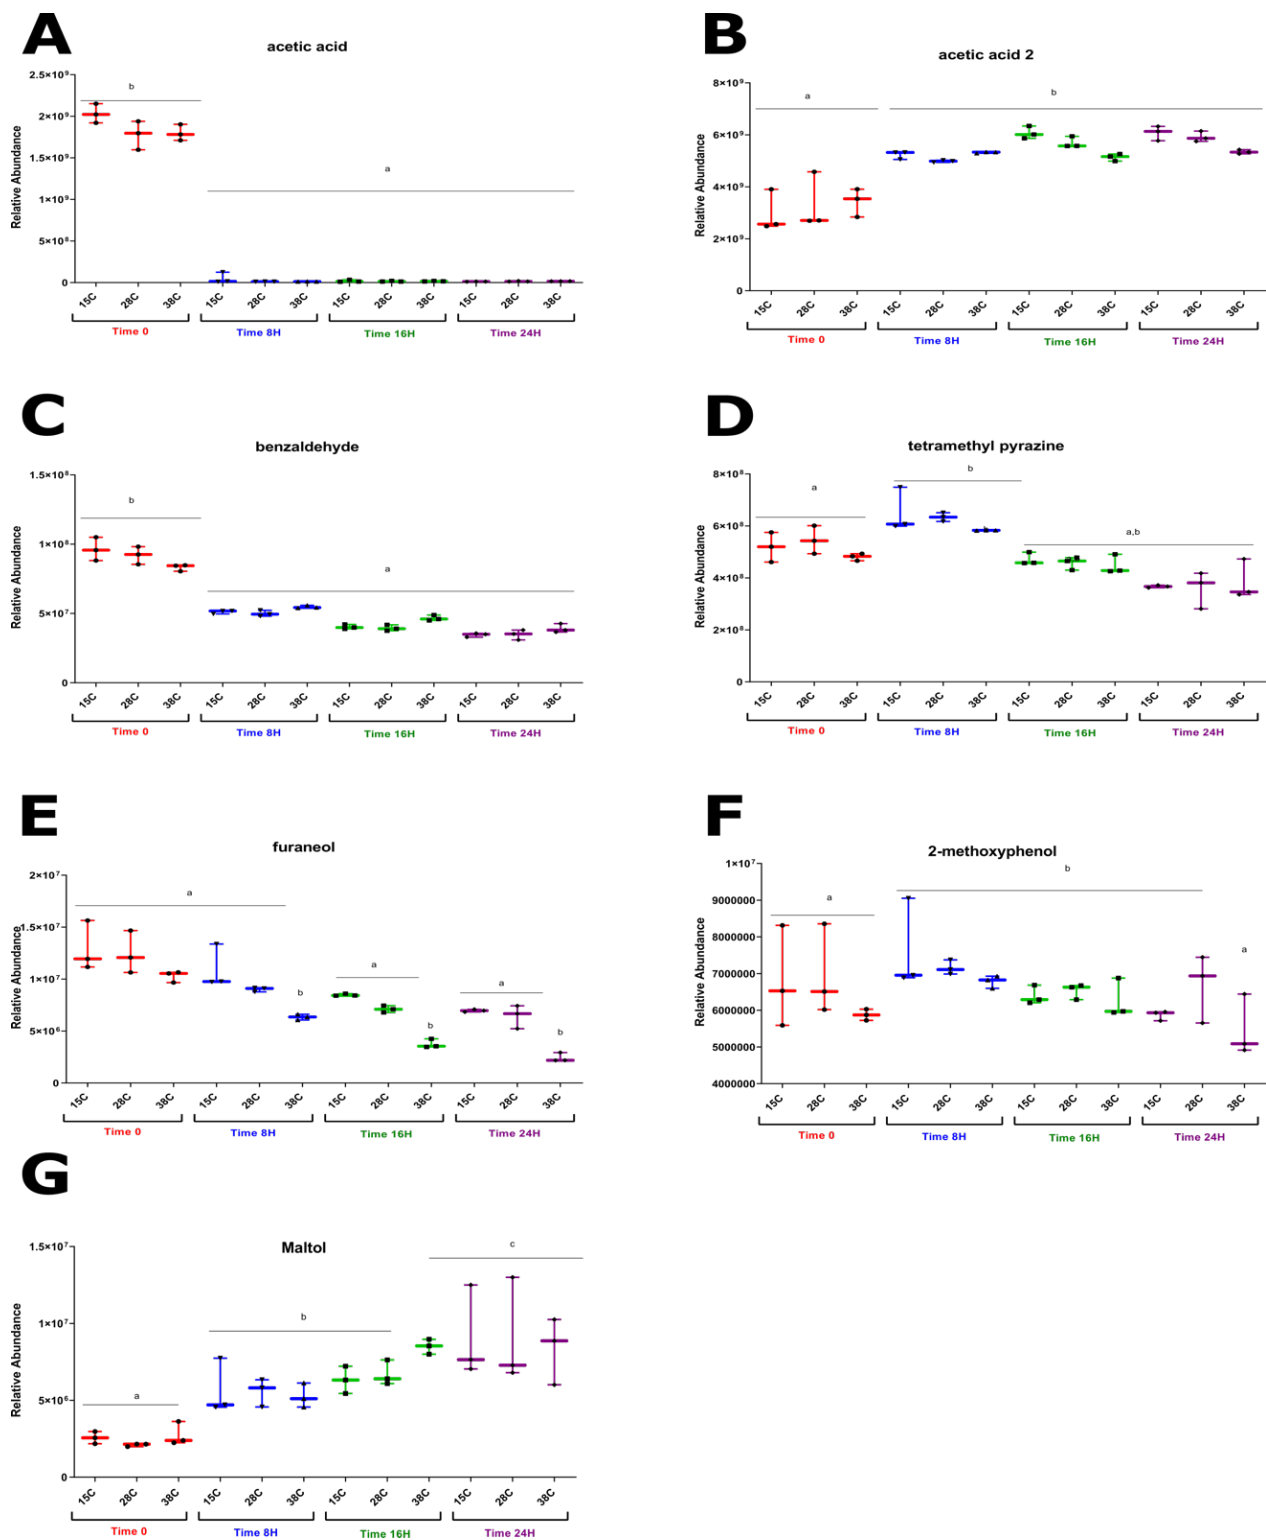 A
acetic acid
Relative Abundance
2.5×10⁹
2×10⁹
1.5×10⁹
1×10⁹
5×10⁸
0
b
a
15C 28C 38C 15C 28C 38C 15C 28C 38C 15C 28C 38C
Time 0 Time 8H Time 16H Time 24H
B
acetic acid 2
Relative Abundance
8×10⁹
6×10⁹
4×10⁹
2×10⁹
0
a
b
15C 28C 38C 15C 28C 38C 15C 28C 38C 15C 28C 38C
Time 0 Time 8H Time 16H Time 24H
C
benzaldehyde
Relative Abundance
1.5×10⁸
1×10⁸
5×10⁷
0
b
a
15C 28C 38C 15C 28C 38C 15C 28C 38C 15C 28C 38C
Time 0 Time 8H Time 16H Time 24H
D
tetramethyl pyrazine
Relative Abundance
8×10⁸
6×10⁸
4×10⁸
2×10⁸
0
a
b
a,b
15C 28C 38C 15C 28C 38C 15C 28C 38C 15C 28C 38C
Time 0 Time 8H Time 16H Time 24H
E
furaneol
Relative Abundance
2×10⁷
1.5×10⁷
1×10⁷
5×10⁶
0
a
b
a
b
a
b
15C 28C 38C 15C 28C 38C 15C 28C 38C 15C 28C 38C
Time 0 Time 8H Time 16H Time 24H
F
2-methoxyphenol
Relative Abundance
1×10⁷
9000000
8000000
7000000
6000000
5000000
4000000
a
b
a
15C 28C 38C 15C 28C 38C 15C 28C 38C 15C 28C 38C
Time 0 Time 8H Time 16H Time 24H
G
Maltol
Relative Abundance
1.5×10⁷
1×10⁷
5×10⁶
0
a
b
c
15C 28C 38C 15C 28C 38C 15C 28C 38C 15C 28C 38C
Time 0 Time 8H Time 16H Time 24H